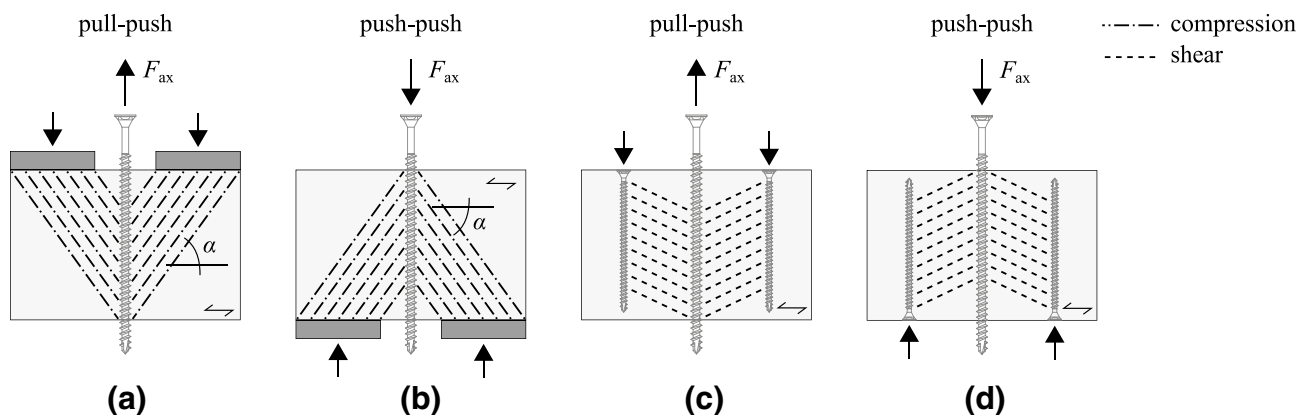 pull-push
push-push
pull-push
push-push
compression
shear
F_ax
F_ax
F_ax
F_ax
α
α
(a)
(b)
(c)
(d)